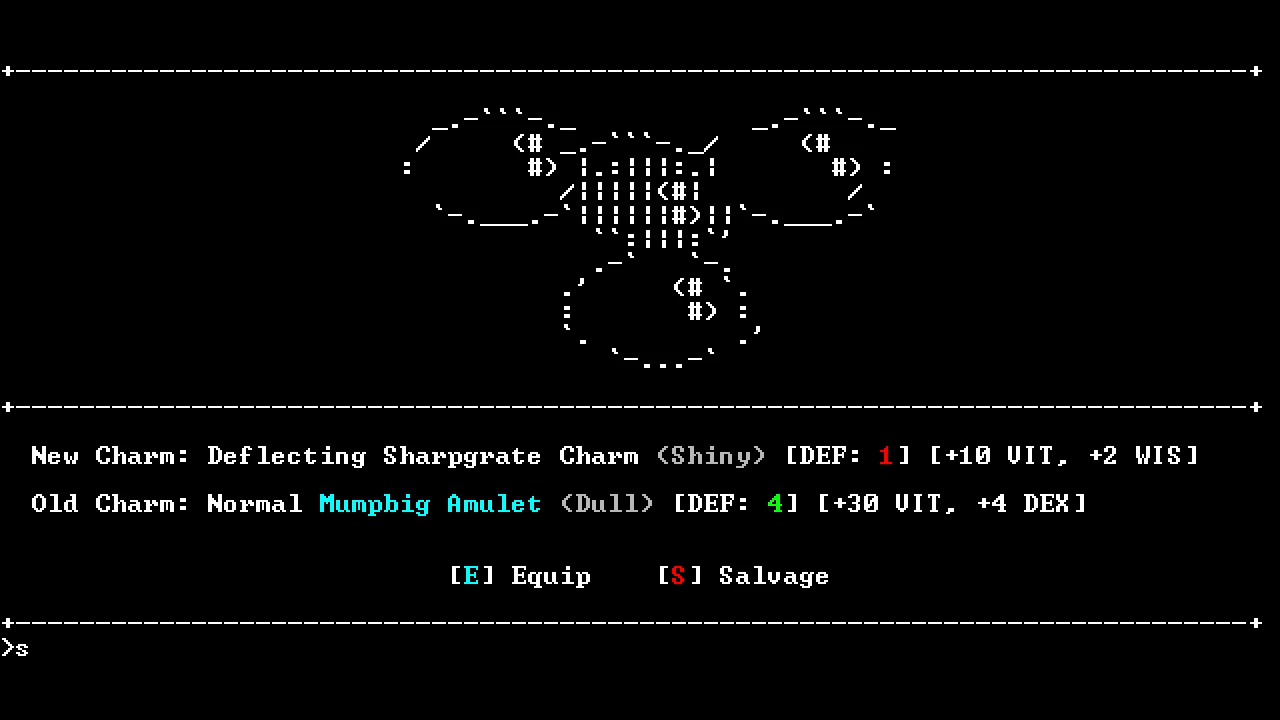 New Charm: Deflecting Sharpgrate Charm (Shiny) [DEF: 1] [+10 VIT, +2 WIS]
Old Charm: Normal Mumpbig Amulet (Dull) [DEF: 4] [+30 VIT, +4 DEX]
[E] Equip    [S] Salvage
>s